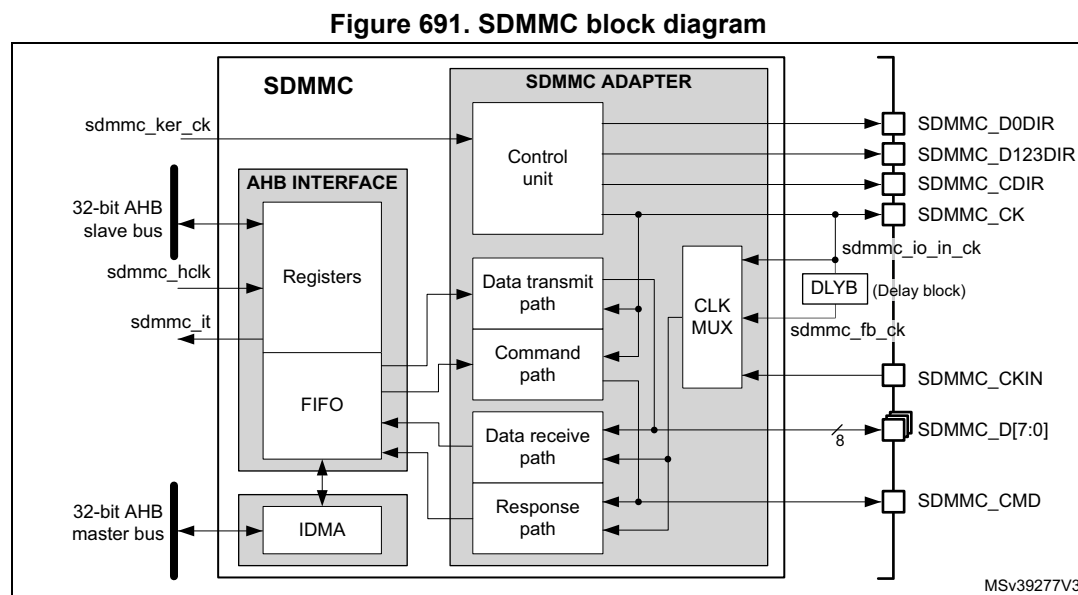 Figure 691. SDMMC block diagram
SDMMC
SDMMC ADAPTER
sdmmc_ker_ck
Control
unit
SDMMC_D0DIR
SDMMC_D123DIR
SDMMC_CDIR
SDMMC_CK
AHB INTERFACE
32-bit AHB
slave bus
Registers
sdmmc_hclk
sdmmc_it
FIFO
Data transmit
path
Command
path
Data receive
path
Response
path
CLK
MUX
sdmmc_io_in_ck
DLYB
(Delay block)
sdmmc_fb_ck
SDMMC_CKIN
SDMMC_D[7:0]
8
SDMMC_CMD
32-bit AHB
master bus
IDMA
MSv39277V3